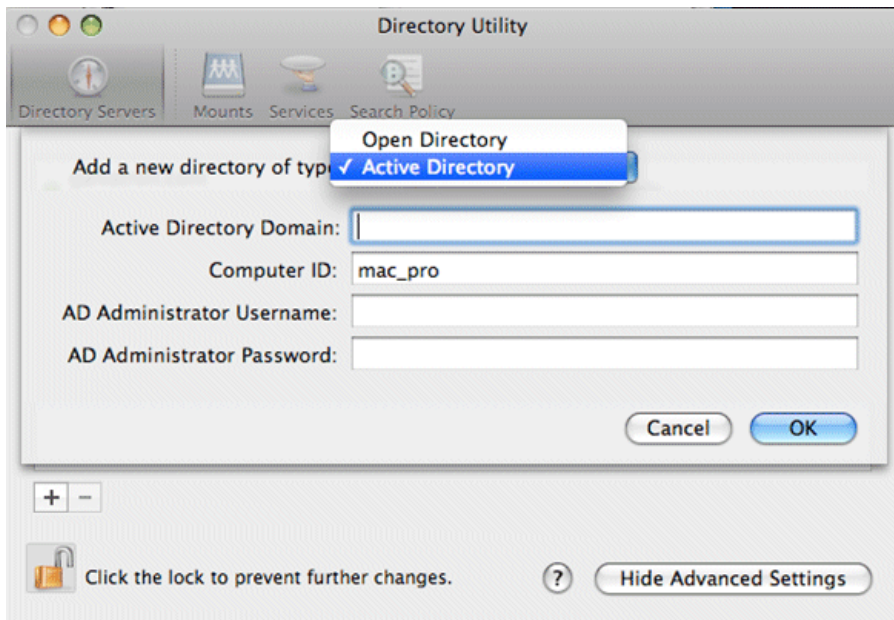 Directory Utility
Directory Servers Mounts Services Search Policy
Open Directory
Add a new directory of type ✓ Active Directory
Active Directory Domain:
Computer ID: mac_pro
AD Administrator Username:
AD Administrator Password:
Cancel OK
+ −
Click the lock to prevent further changes. ? Hide Advanced Settings